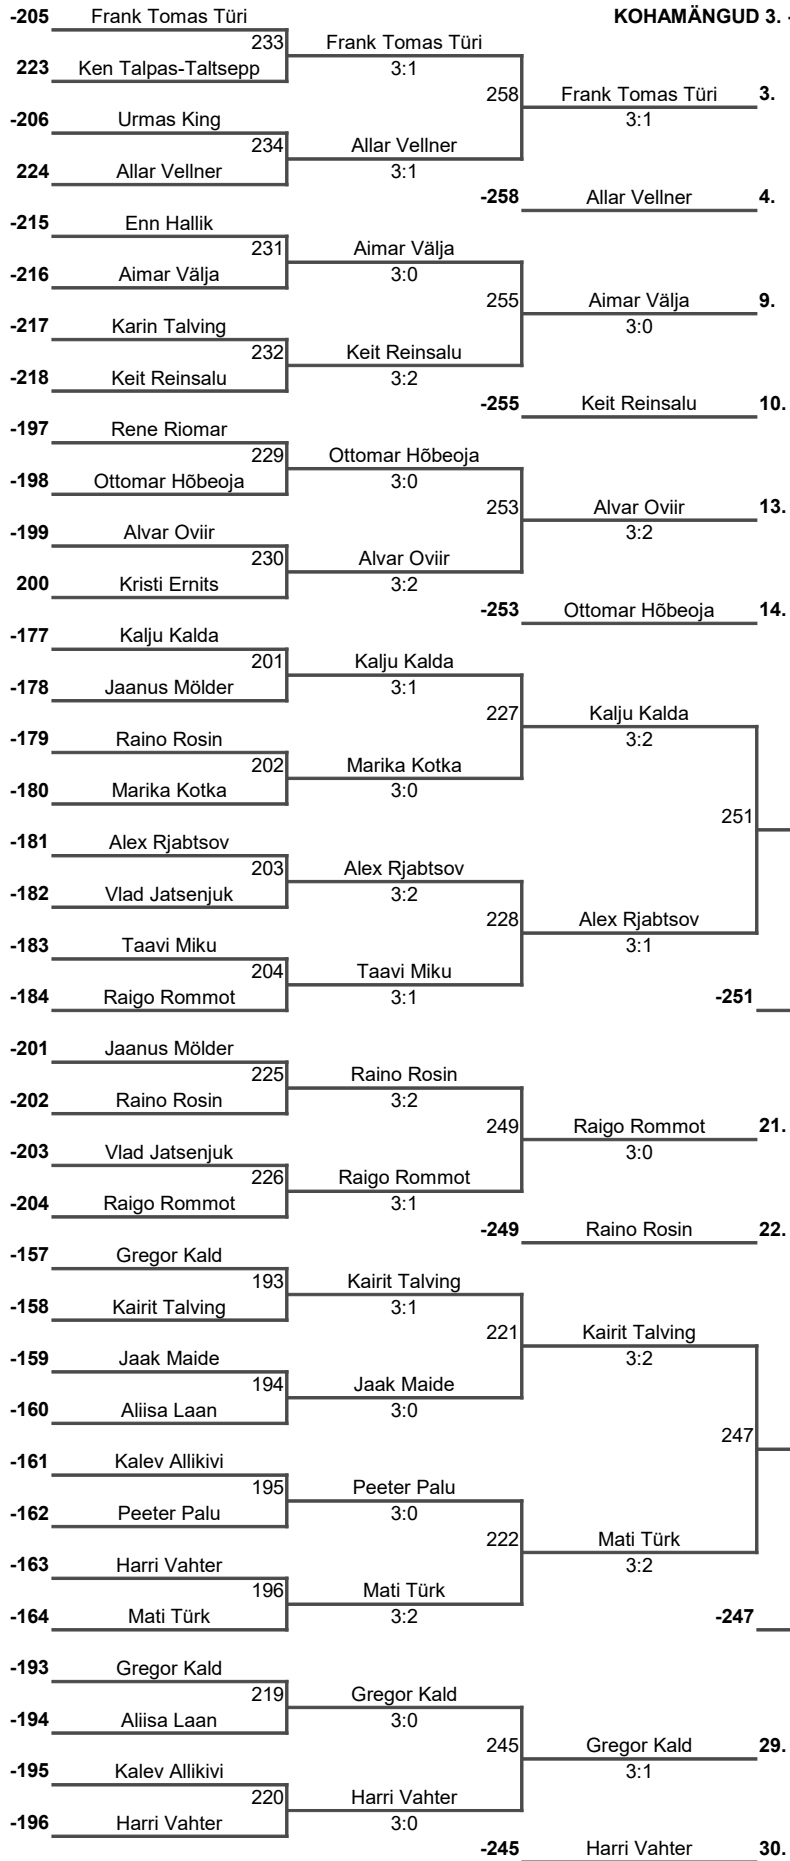 -205 Frank Tomas Türi KOHAMÄNGUD 3. -
233 Frank Tomas Türi
223 Ken Talpas-Taltsepp 3:1
258 Frank Tomas Türi 3.
-206 Urmas King 3:1
234 Allar Vellner
224 Allar Vellner 3:1
-258 Allar Vellner 4.
-215 Enn Hallik
231 Aimar Välja
-216 Aimar Välja 3:0
255 Aimar Välja 9.
-217 Karin Talving 3:0
232 Keit Reinsalu
-218 Keit Reinsalu 3:2
-255 Keit Reinsalu 10.
-197 Rene Riomar
229 Ottomar Hõbeoja
-198 Ottomar Hõbeoja 3:0
253 Alvar Oviir 13.
-199 Alvar Oviir 3:2
230 Alvar Oviir
200 Kristi Ernits 3:2
-253 Ottomar Hõbeoja 14.
-177 Kalju Kalda
201 Kalju Kalda
-178 Jaanus Mölder 3:1
227 Kalju Kalda
-179 Raino Rosin 3:2
202 Marika Kotka
-180 Marika Kotka 3:0
251
-181 Alex Rjabtsov
203 Alex Rjabtsov
-182 Vlad Jatsenjuk 3:2
228 Alex Rjabtsov
-183 Taavi Miku 3:1
204 Taavi Miku
-184 Raigo Rommot 3:1 -251
-201 Jaanus Mölder
225 Raino Rosin
-202 Raino Rosin 3:2
249 Raigo Rommot 21.
-203 Vlad Jatsenjuk 3:0
226 Raigo Rommot
-204 Raigo Rommot 3:1
-249 Raino Rosin 22.
-157 Gregor Kald
193 Kairit Talving
-158 Kairit Talving 3:1
221 Kairit Talving
-159 Jaak Maide 3:2
194 Jaak Maide
-160 Aliisa Laan 3:0
247
-161 Kalev Allikivi
195 Peeter Palu
-162 Peeter Palu 3:0
222 Mati Türk
-163 Harri Vahter 3:2
196 Mati Türk
-164 Mati Türk 3:2 -247
-193 Gregor Kald
219 Gregor Kald
-194 Aliisa Laan 3:0
245 Gregor Kald 29.
-195 Kalev Allikivi 3:1
220 Harri Vahter
-196 Harri Vahter 3:0
-245 Harri Vahter 30.